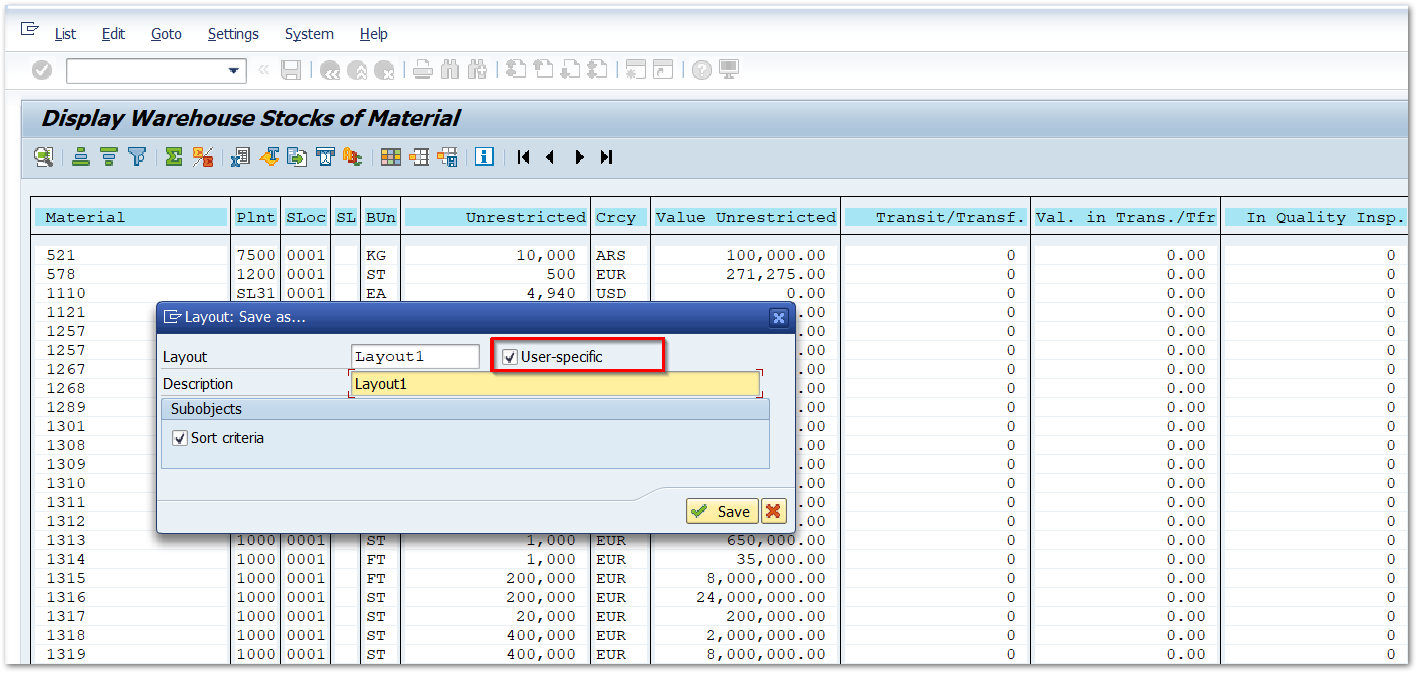 List Edit Goto Settings System Help
Display Warehouse Stocks of Material
Material Plnt SLoc SL BUn Unrestricted Crcy Value Unrestricted Transit/Transf. Val. in Trans./Tfr In Quality Insp.
521 7500 0001 KG 10,000 ARS 100,000.00 0 0.00 0
578 1200 0001 ST 500 EUR 271,275.00 0 0.00 0
1110 SL31 0001 EA 4,940 USD 0.00 0 0.00 0
1121 .00 0 0.00 0
1257 .00 0 0.00 0
1257 .00 0 0.00 0
1267 .00 0 0.00 0
1268 .00 0 0.00 0
1289 .00 0 0.00 0
1301 .00 0 0.00 0
1308 .00 0 0.00 0
1309 .00 0 0.00 0
1310 .00 0 0.00 0
1311 .00 0 0.00 0
1312 .00 0 0.00 0
1313 1000 0001 ST 1,000 EUR 650,000.00 0 0.00 0
1314 1000 0001 FT 1,000 EUR 35,000.00 0 0.00 0
1315 1000 0001 FT 200,000 EUR 8,000,000.00 0 0.00 0
1316 1000 0001 ST 200,000 EUR 24,000,000.00 0 0.00 0
1317 1000 0001 ST 20,000 EUR 200,000.00 0 0.00 0
1318 1000 0001 ST 400,000 EUR 2,000,000.00 0 0.00 0
1319 1000 0001 ST 400,000 EUR 8,000,000.00 0 0.00 0
Layout: Save as...
Layout Layout1 User-specific
Description Layout1
Subobjects
Sort criteria
Save